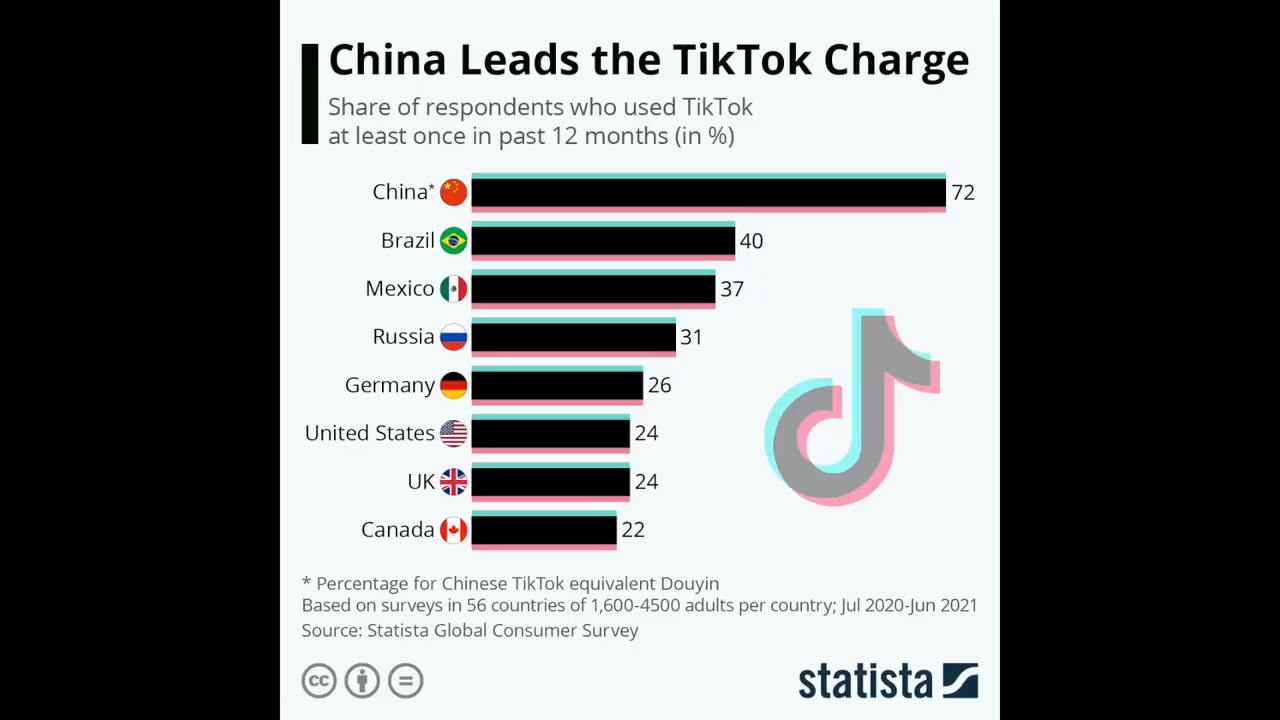 China Leads the TikTok Charge
Share of respondents who used TikTok
at least once in past 12 months (in %)
China* 72
Brazil 40
Mexico 37
Russia 31
Germany 26
United States 24
UK 24
Canada 22
* Percentage for Chinese TikTok equivalent Douyin
Based on surveys in 56 countries of 1,600-4500 adults per country; Jul 2020-Jun 2021
Source: Statista Global Consumer Survey
cc =
statista